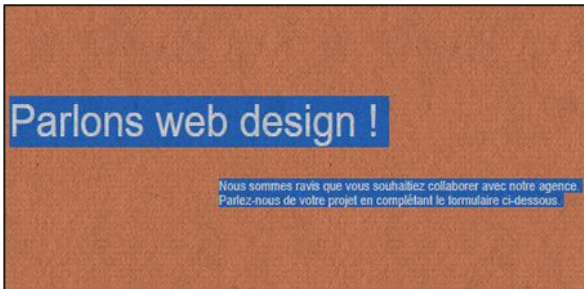 Parlons web design !
Nous sommes ravis que vous souhaitiez collaborer avec notre agence.
Parlez-nous de votre projet en complétant le formulaire ci-dessous.